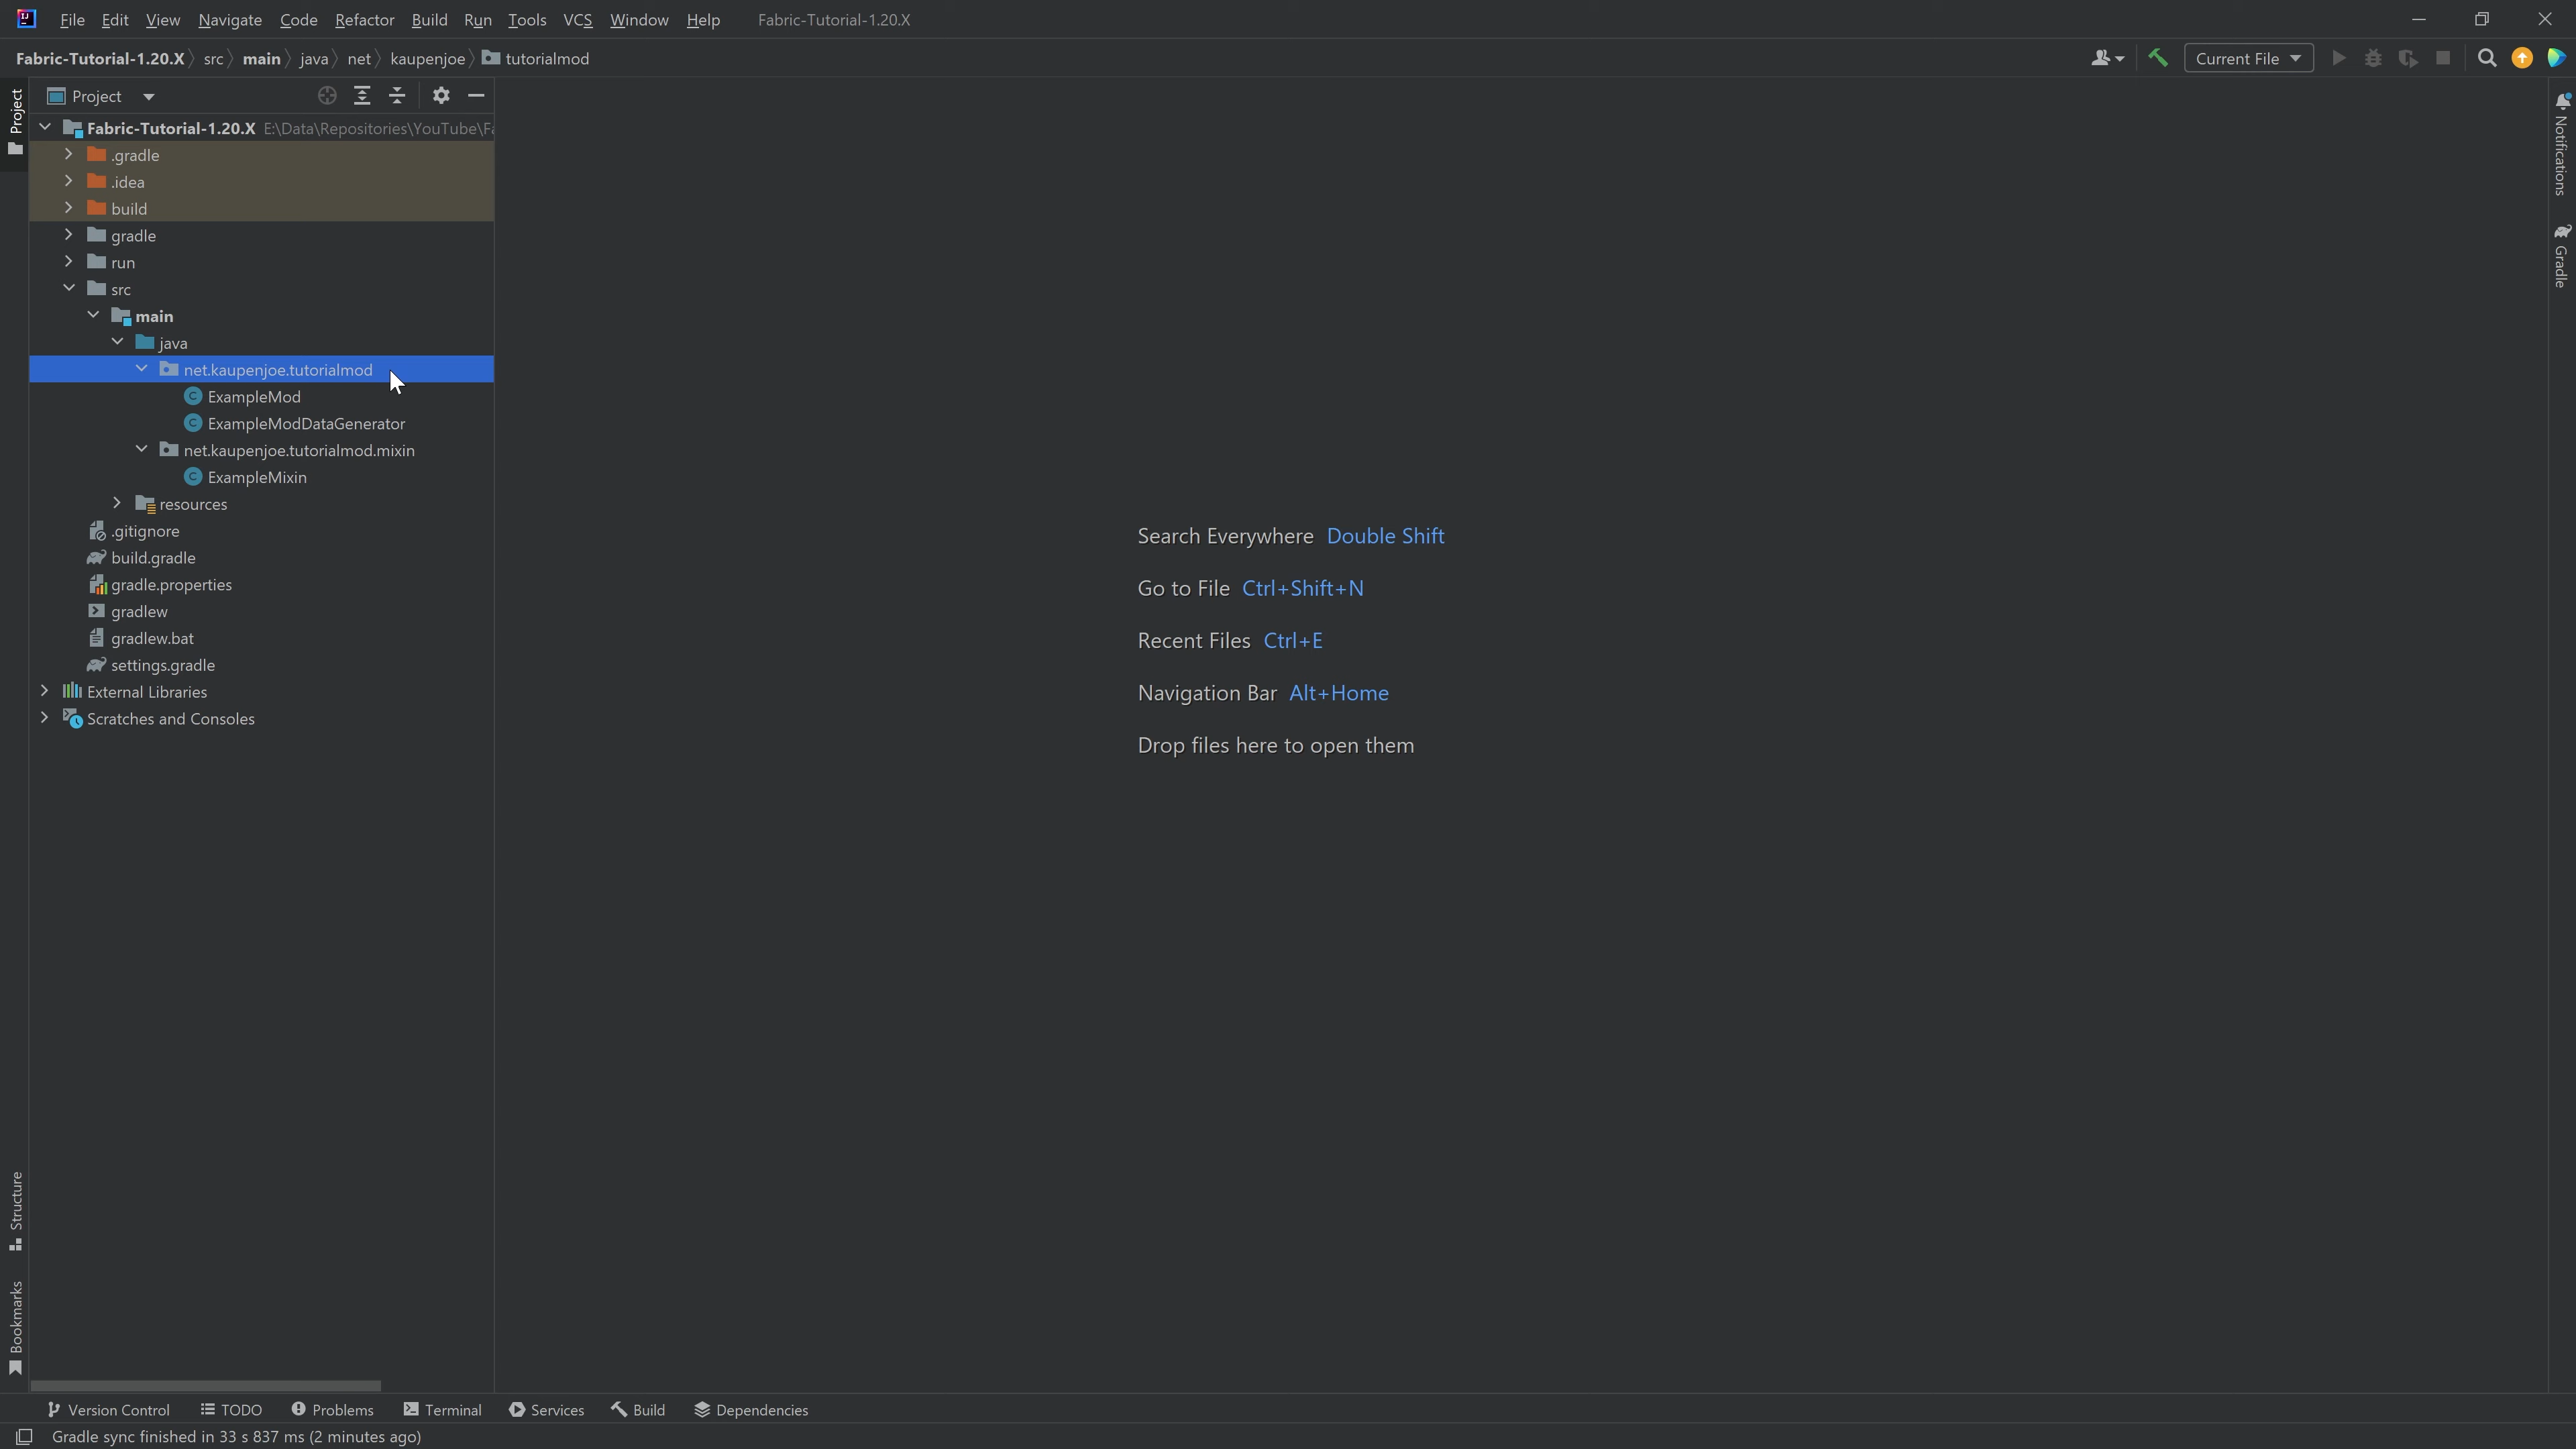 File Edit View Navigate Code Refactor Build Run Tools VCS Window Help Fabric-Tutorial-1.20.X
Fabric-Tutorial-1.20.X src main java net kaupenjoe tutorialmod Current File
Project
Project
Fabric-Tutorial-1.20.X E:\Data\Repositories\YouTube\Fa
.gradle
.idea
build
gradle
run
src
main
java
net.kaupenjoe.tutorialmod
ExampleMod
ExampleModDataGenerator
net.kaupenjoe.tutorialmod.mixin
ExampleMixin
resources
.gitignore
build.gradle
gradle.properties
gradlew
gradlew.bat
settings.gradle
External Libraries
Scratches and Consoles
Search Everywhere Double Shift
Go to File Ctrl+Shift+N
Recent Files Ctrl+E
Navigation Bar Alt+Home
Drop files here to open them
Notifications
Gradle
Structure
Bookmarks
Version Control TODO Problems Terminal Services Build Dependencies
Gradle sync finished in 33 s 837 ms (2 minutes ago)